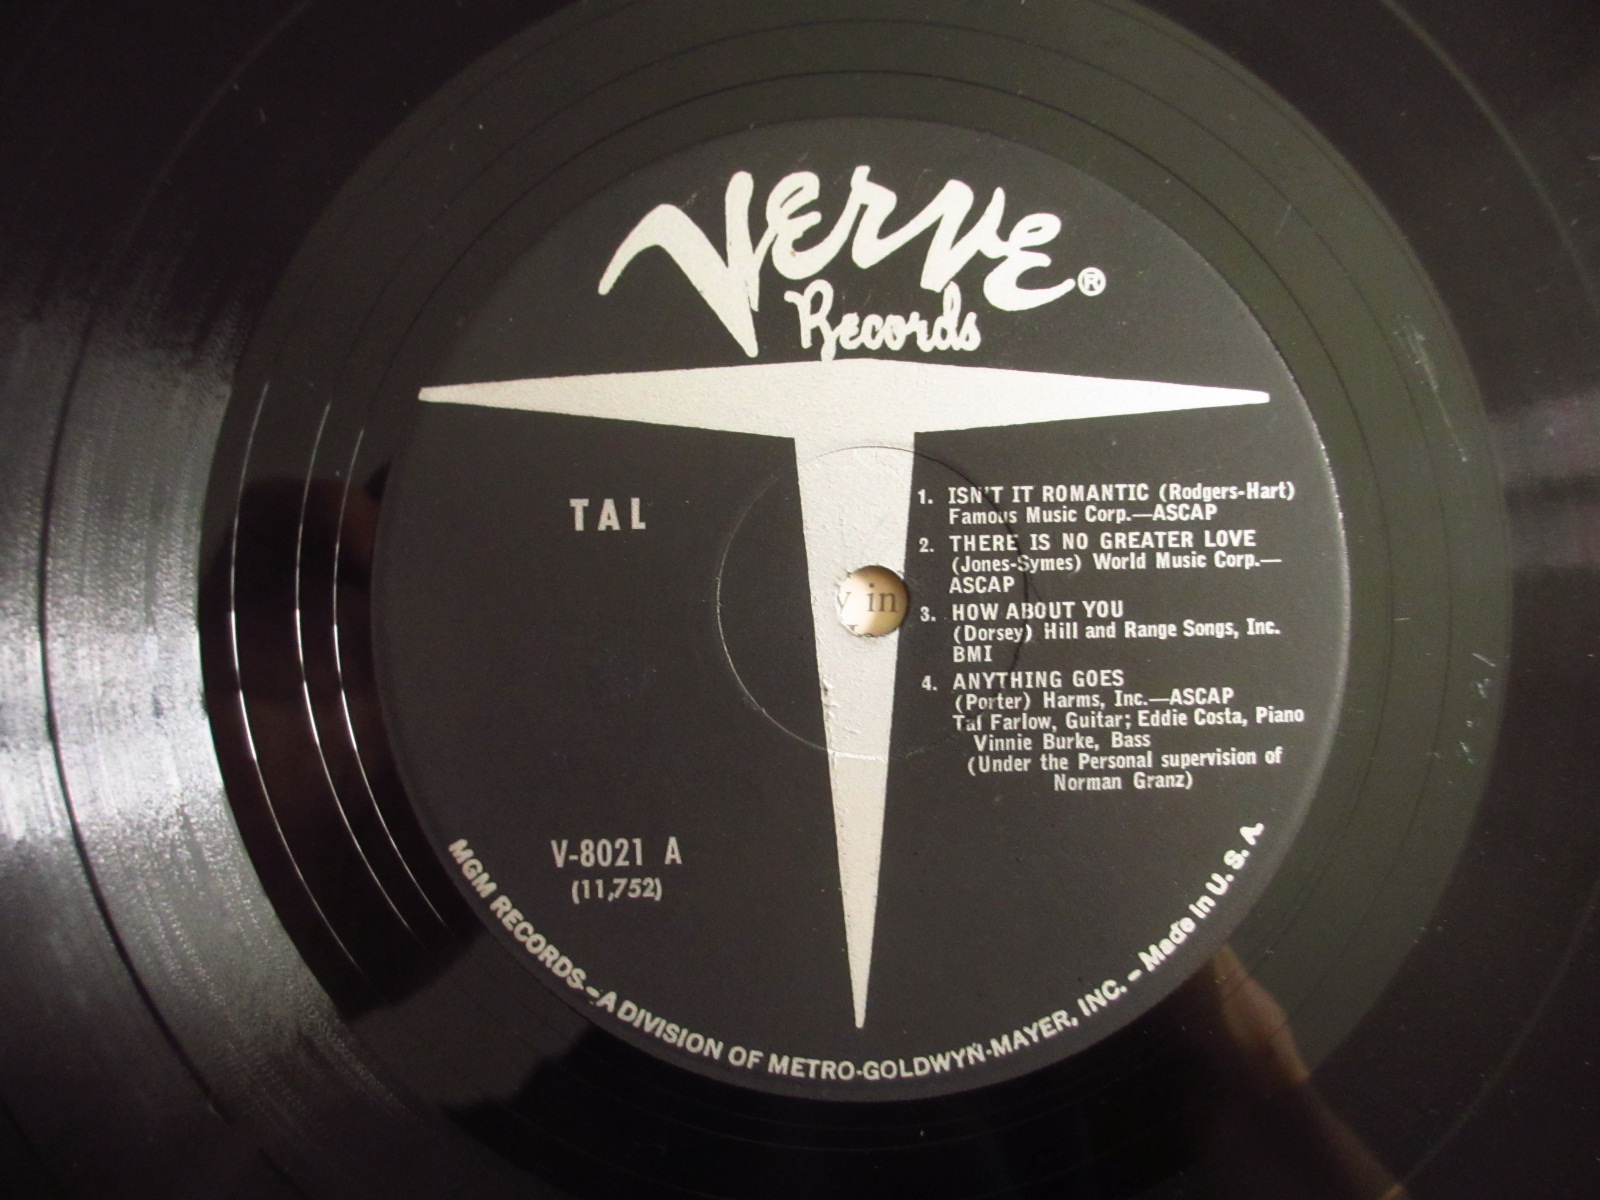 Verve®
Records
TAL
1. ISN'T IT ROMANTIC (Rodgers-Hart)
Famous Music Corp.—ASCAP
2. THERE IS NO GREATER LOVE
(Jones-Symes) World Music Corp.—
ASCAP
3. HOW ABOUT YOU
(Dorsey) Hill and Range Songs, Inc.
BMI
4. ANYTHING GOES
(Porter) Harms, Inc.—ASCAP
Tal Farlow, Guitar; Eddie Costa, Piano
Vinnie Burke, Bass
(Under the Personal supervision of
Norman Granz)
y in
V-8021 A
(11,752)
MGM RECORDS - A DIVISION OF METRO-GOLDWYN-MAYER, INC. - Made in U. S. A.